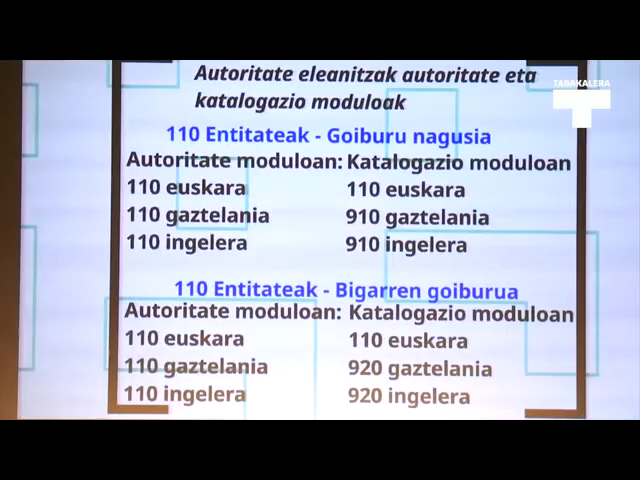 Autoritate eleanitzak autoritate eta
katalogazio moduloak
TABAKALERA
110 Entitateak - Goiburu nagusia
Autoritate moduloan: Katalogazio moduloan
110 euskara 110 euskara
110 gaztelania 910 gaztelania
110 ingelera 910 ingelera
110 Entitateak - Bigarren goiburua
Autoritate moduloan: Katalogazio moduloan
110 euskara 110 euskara
110 gaztelania 920 gaztelania
110 ingelera 920 ingelera